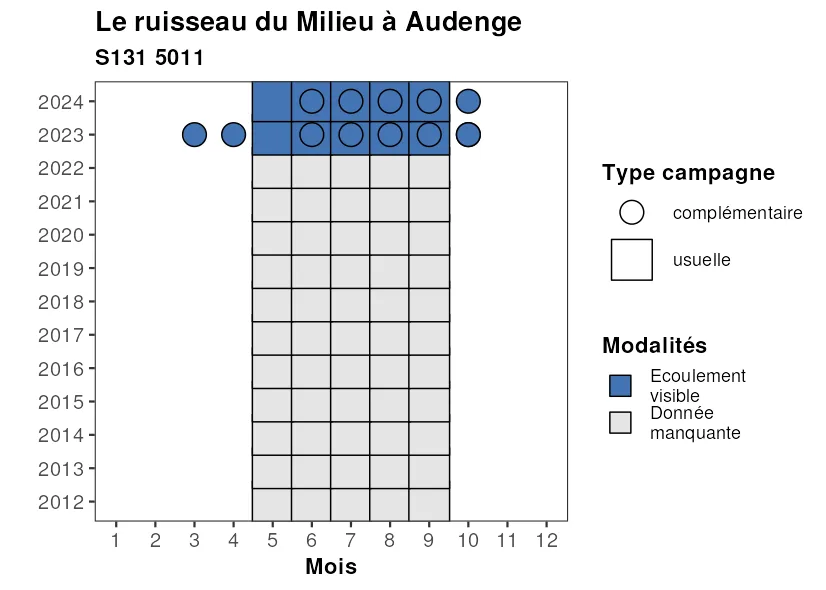 Le ruisseau du Milieu à Audenge
S131 5011
2024
2023
2022
2021
2020
2019
2018
2017
2016
2015
2014
2013
2012
1 2 3 4 5 6 7 8 9 10 11 12
Mois
Type campagne
complémentaire
usuelle
Modalités
Ecoulement
visible
Donnée
manquante